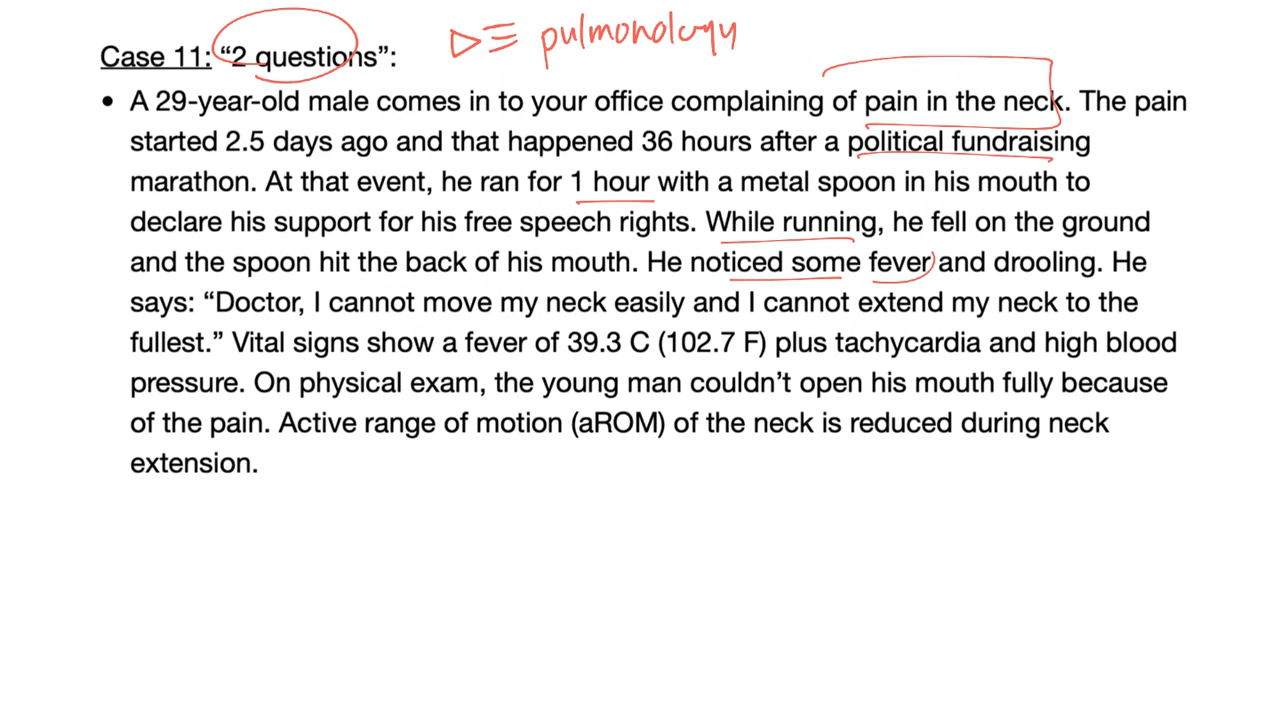 ▷≡ pulmonology
Case 11: “2 questions”:
• A 29-year-old male comes in to your office complaining of pain in the neck. The pain
started 2.5 days ago and that happened 36 hours after a political fundraising
marathon. At that event, he ran for 1 hour with a metal spoon in his mouth to
declare his support for his free speech rights. While running, he fell on the ground
and the spoon hit the back of his mouth. He noticed some fever and drooling. He
says: “Doctor, I cannot move my neck easily and I cannot extend my neck to the
fullest.” Vital signs show a fever of 39.3 C (102.7 F) plus tachycardia and high blood
pressure. On physical exam, the young man couldn’t open his mouth fully because
of the pain. Active range of motion (aROM) of the neck is reduced during neck
extension.